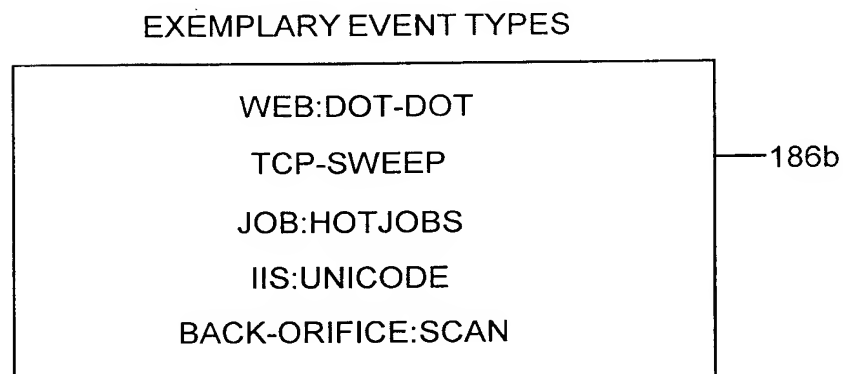 EXEMPLARY EVENT TYPES
WEB:DOT-DOT
TCP-SWEEP
186b
JOB:HOTJOBS
IIS:UNICODE
BACK-ORIFICE:SCAN